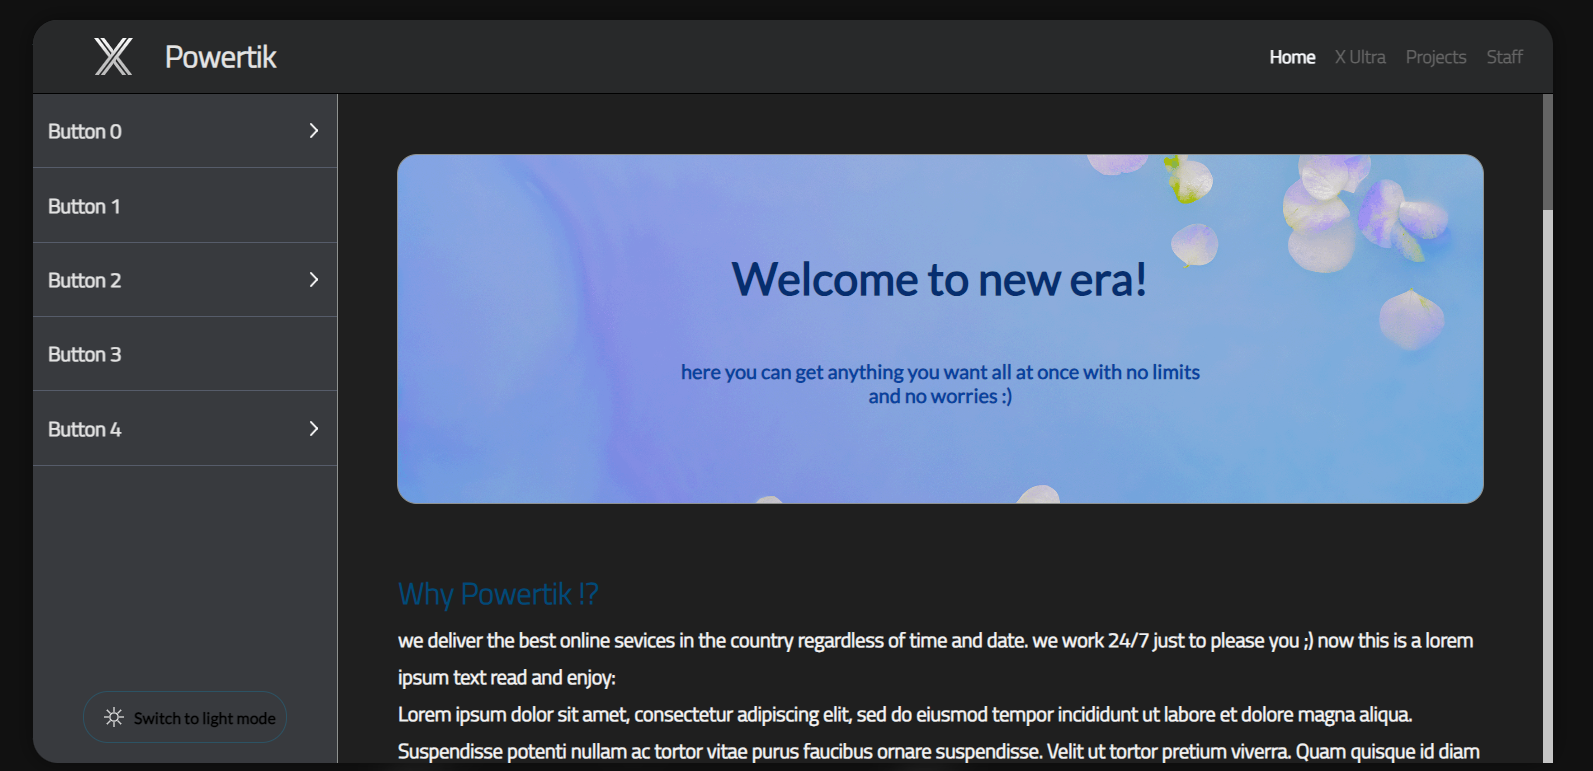 Powertik
Home X Ultra Projects Staff
Button 0
Button 1
Button 2
Button 3
Button 4
Switch to light mode
Welcome to new era!
here you can get anything you want all at once with no limits
and no worries :)
Why Powertik !?
we deliver the best online sevices in the country regardless of time and date. we work 24/7 just to please you ;) now this is a lorem
ipsum text read and enjoy:
Lorem ipsum dolor sit amet, consectetur adipiscing elit, sed do eiusmod tempor incididunt ut labore et dolore magna aliqua.
Suspendisse potenti nullam ac tortor vitae purus faucibus ornare suspendisse. Velit ut tortor pretium viverra. Quam quisque id diam